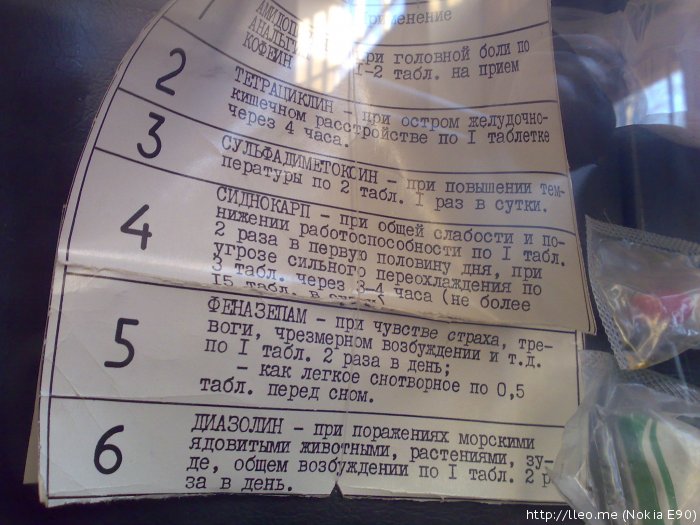 1
применение
АНАЛЬГИН
КОФЕИН
при головной боли по
1-2 табл. на прием
2
ТЕТРАЦИКЛИН - при остром желудочно-
кишечном расстройстве по I таблетке
через 4 часа.
3
СУЛЬФАДИМЕТОКСИН - при повышении тем-
пературы по 2 табл. I раз в сутки.
4
СИДНОКАРП - при общей слабости и по-
нижении работоспособности по I табл.
2 раза в первую половину дня, при
угрозе сильного переохлаждения по
3 табл. через 3-4 часа (не более
15 табл. в сутки)
5
ФЕНАЗЕПАМ - при чувстве страха, тре-
воги, чрезмерном возбуждении и т.д.
по I табл. 2 раза в день;
- как легкое снотворное по 0,5
табл. перед сном.
6
ДИАЗОЛИН - при поражениях морскими
ядовитыми животными, растениями, зу-
де, общем возбуждении по I табл. 2 р
за в день.
http://lleo.me (Nokia E90)